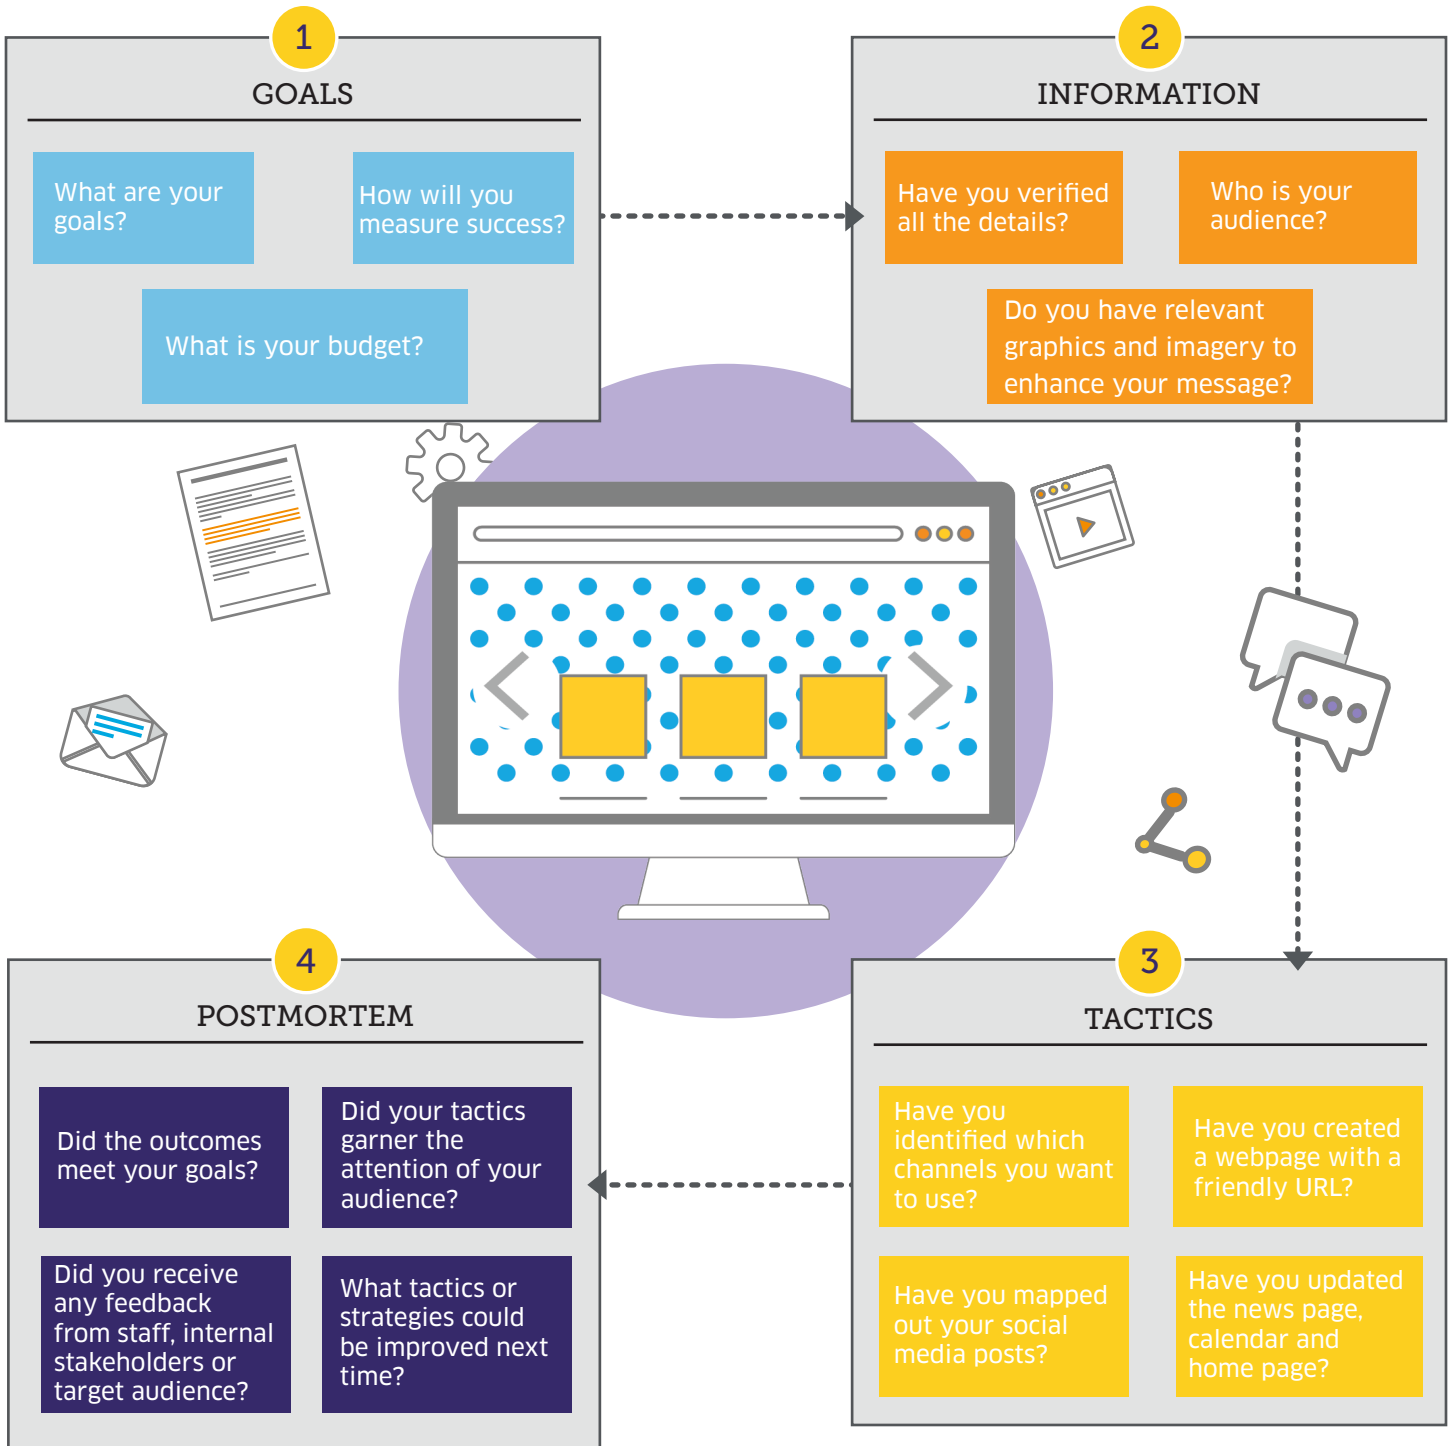 1
GOALS
What are your
goals?
How will you
measure success?
What is your budget?
2
INFORMATION
Have you verified
all the details?
Who is your
audience?
Do you have relevant
graphics and imagery to
enhance your message?
3
TACTICS
Have you
identified which
channels you want
to use?
Have you created
a webpage with a
friendly URL?
Have you mapped
out your social
media posts?
Have you updated
the news page,
calendar and
home page?
4
POSTMORTEM
Did the outcomes
meet your goals?
Did your tactics
garner the
attention of your
audience?
Did you receive
any feedback
from staff, internal
stakeholders or
target audience?
What tactics or
strategies could
be improved next
time?